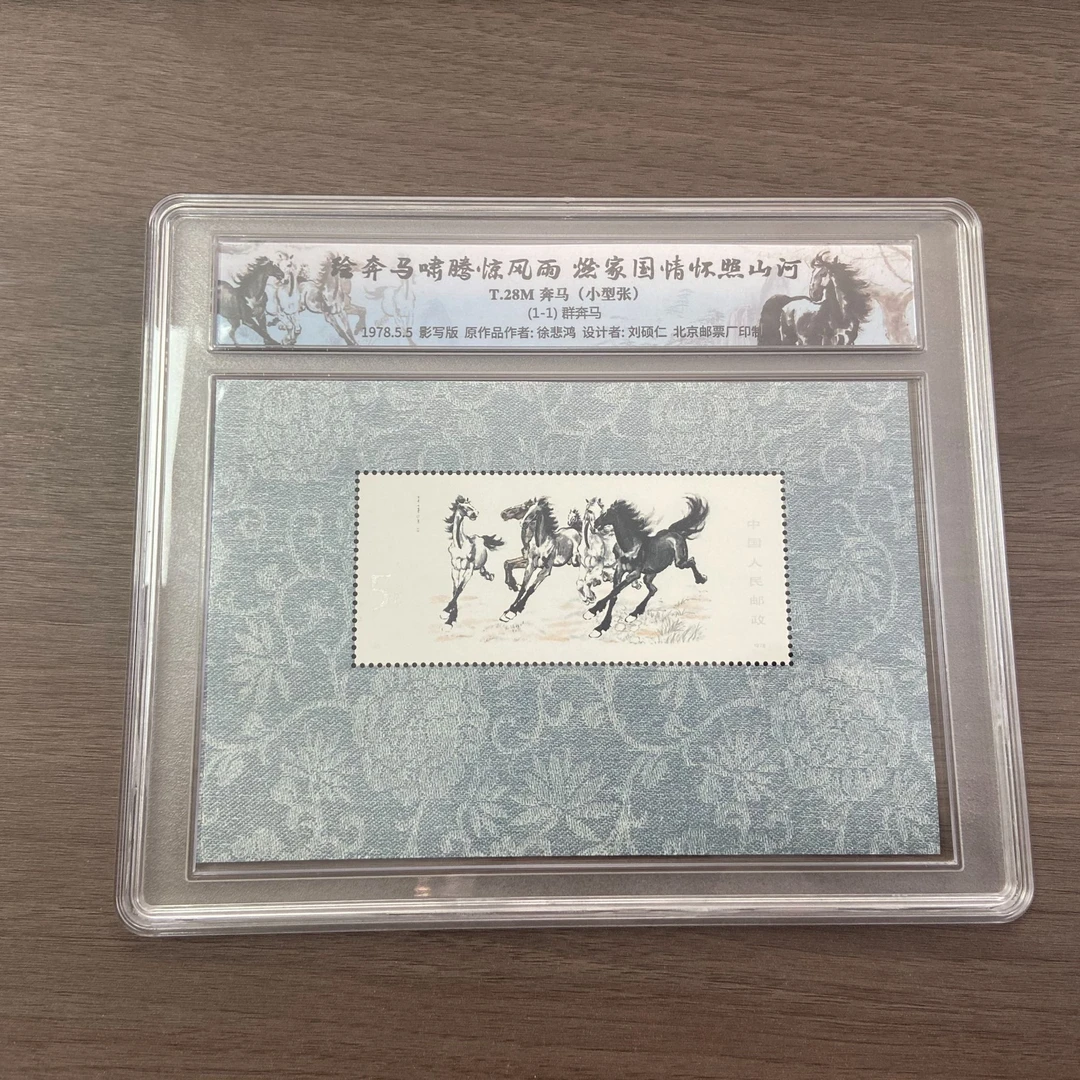 绘奔马啸腾惊风雨 燃家国情怀照山河
T.28M 奔马（小型张）
(1-1) 群奔马
1978.5.5 影写版 原作品作者: 徐悲鸿 设计者: 刘硕仁 北京邮票厂印制
5
中国人民邮政